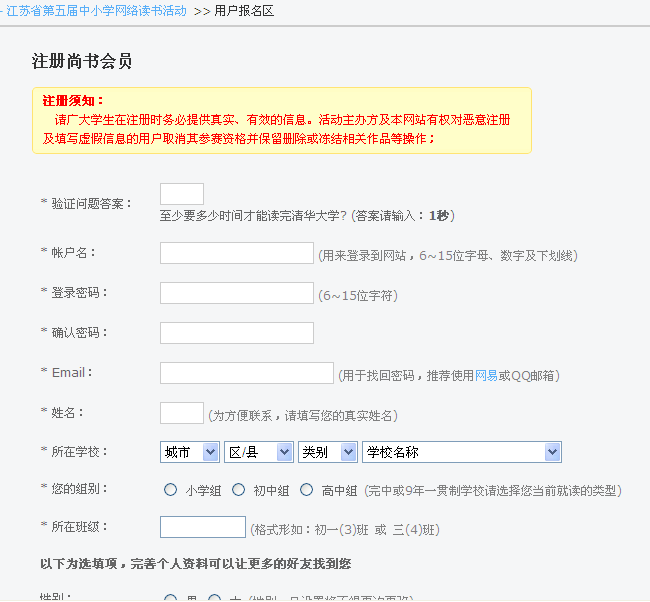 江苏省第五届中小学网络读书活动 >> 用户报名区
注册尚书会员
注册须知：
请广大学生在注册时务必提供真实、有效的信息。活动主办方及本网站有权对恶意注册
及填写虚假信息的用户取消其参赛资格并保留删除或冻结相关作品等操作；
* 验证问题答案：
至少要多少时间才能读完清华大学? (答案请输入：1秒)
* 帐户名： (用来登录到网站，6~15位字母、数字及下划线)
* 登录密码： (6~15位字符)
* 确认密码：
* Email： (用于找回密码，推荐使用网易或QQ邮箱)
* 姓名： (为方便联系，请填写您的真实姓名)
* 所在学校： 城市 区/县 类别 学校名称
* 您的组别： 小学组 初中组 高中组 (完中或9年一贯制学校请选择您当前就读的类型)
* 所在班级： (格式形如：初一(3)班 或 三(4)班)
以下为选填项，完善个人资料可以让更多的好友找到您
性别：